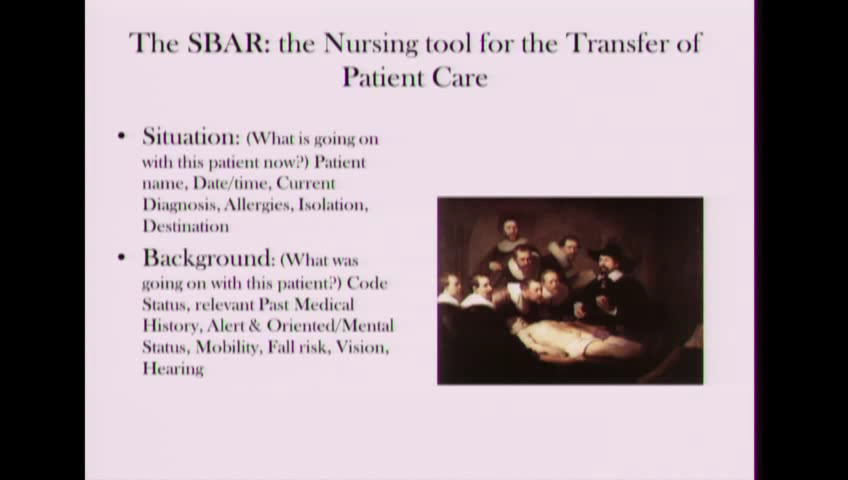 The SBAR: the Nursing tool for the Transfer of
Patient Care
• Situation: (What is going on
with this patient now?) Patient
name, Date/time, Current
Diagnosis, Allergies, Isolation,
Destination
• Background: (What was
going on with this patient?) Code
Status, relevant Past Medical
History, Alert & Oriented/Mental
Status, Mobility, Fall risk, Vision,
Hearing